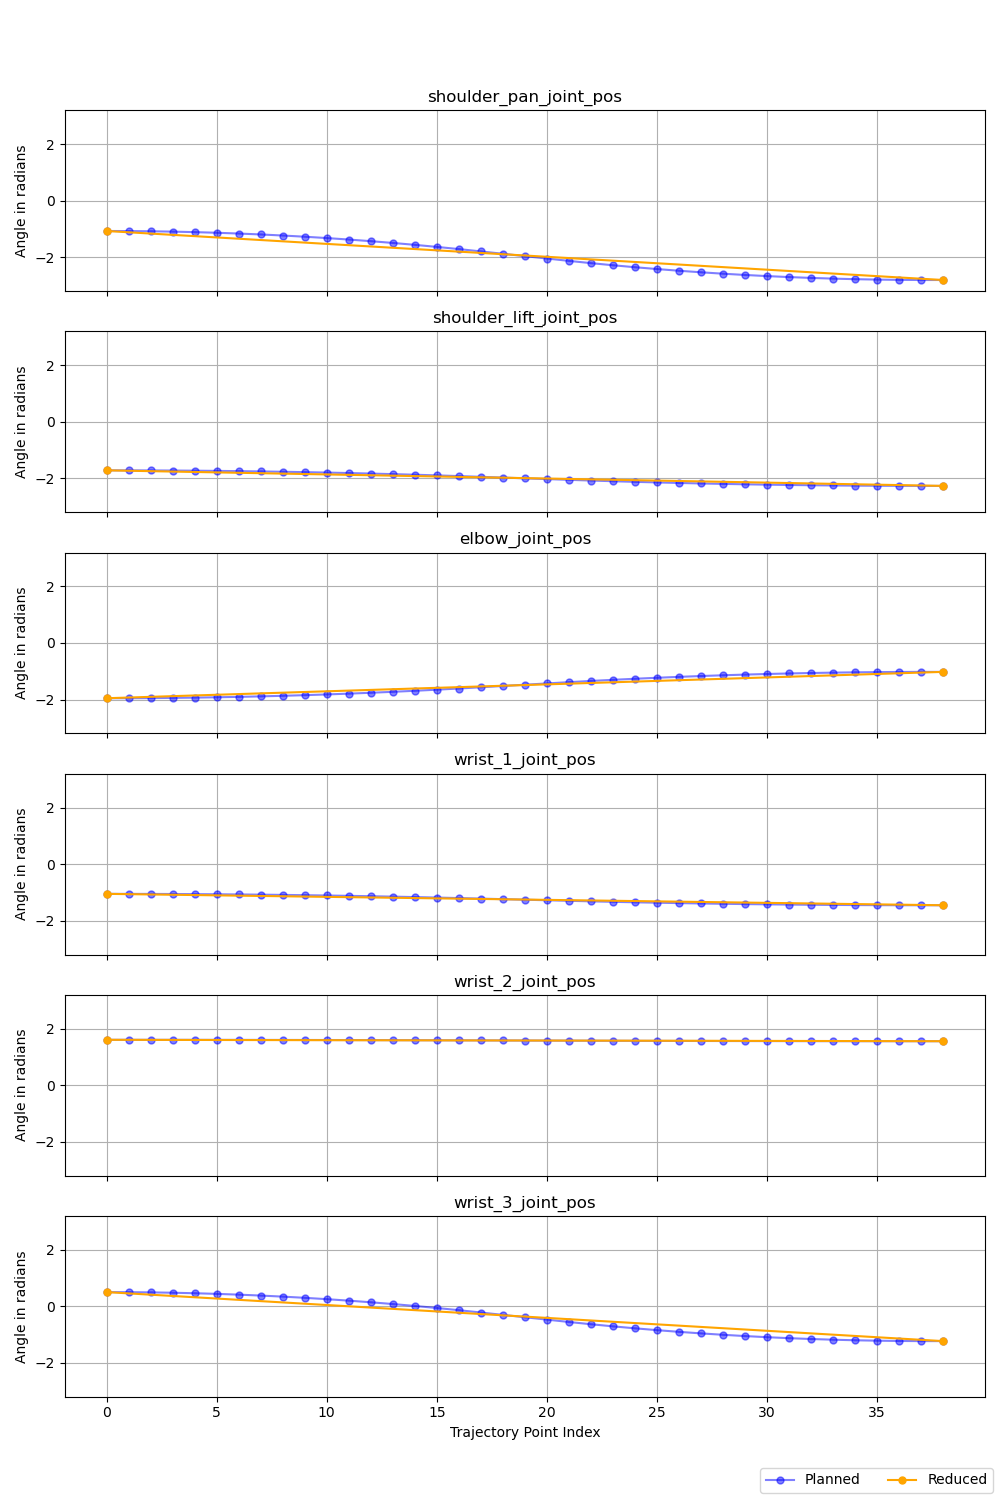 shoulder_pan_joint_pos
Angle in radians
2
0
−2
shoulder_lift_joint_pos
Angle in radians
2
0
−2
elbow_joint_pos
Angle in radians
2
0
−2
wrist_1_joint_pos
Angle in radians
2
0
−2
wrist_2_joint_pos
Angle in radians
2
0
−2
wrist_3_joint_pos
Angle in radians
2
0
−2
0 5 10 15 20 25 30 35
Trajectory Point Index
Planned Reduced